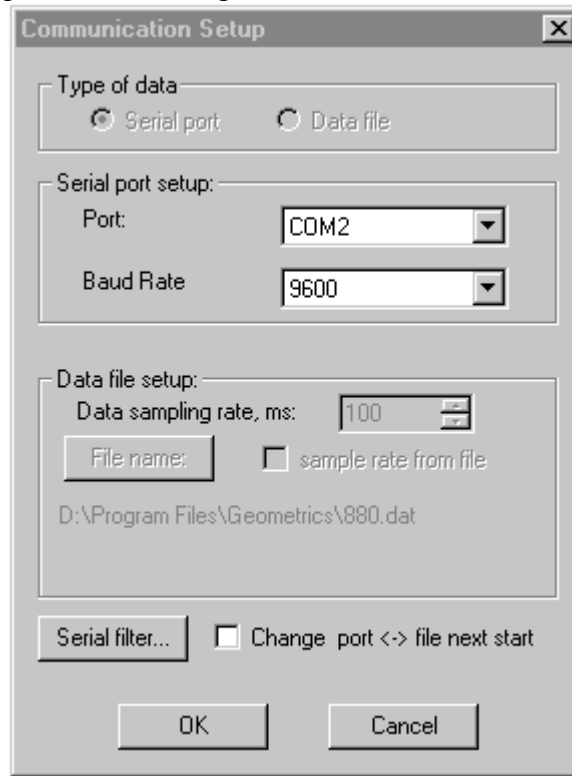 Communication Setup
Type of data
Serial port Data file
Serial port setup:
Port: COM2
Baud Rate 9600
Data file setup:
Data sampling rate, ms: 100
File name: sample rate from file
D:\Program Files\Geometrics\880.dat
Serial filter... Change port <-> file next start
OK Cancel